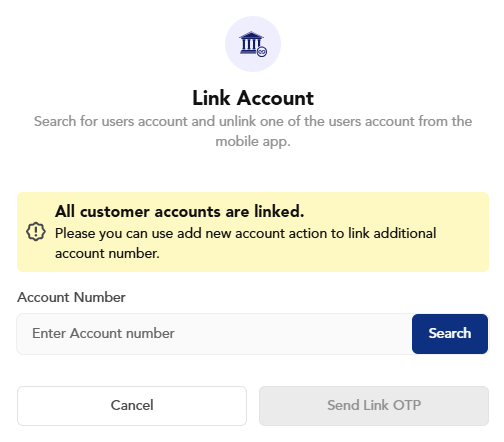 Link Account
Search for users account and unlink one of the users account from the
mobile app.
All customer accounts are linked.
Please you can use add new account action to link additional
account number.
Account Number
Enter Account number
Search
Cancel
Send Link OTP